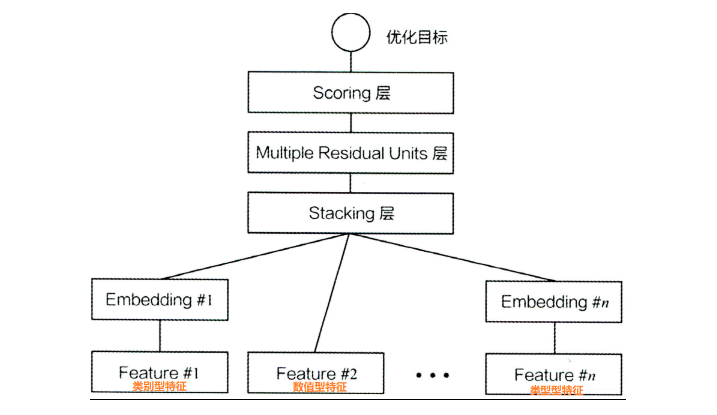 优化目标
Scoring 层
Multiple Residual Units 层
Stacking 层
Embedding #1
Embedding #n
Feature #1
类别型特征
Feature #2
数值型特征
...
Feature #n
类型型特征